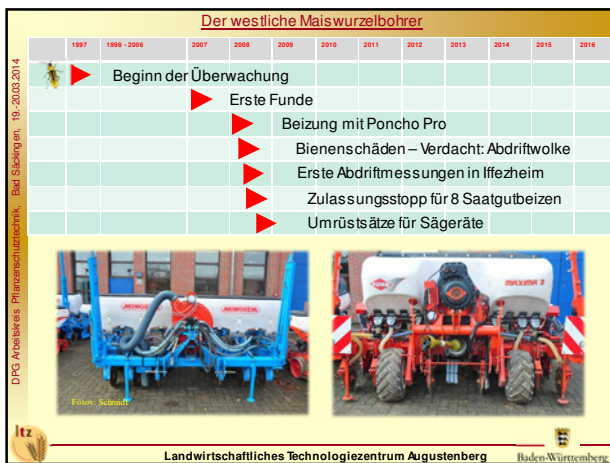 Der westliche Maiswurzelbohrer
1997 1998 - 2006 2007 2008 2009 2010 2011 2012 2013 2014 2015 2016
Beginn der Überwachung
Erste Funde
Beizung mit Poncho Pro
Bienenschäden – Verdacht: Abdriftwolke
Erste Abdriftmessungen in Iffezheim
Zulassungsstopp für 8 Saatgutbeizen
Umrüstsätze für Sägeräte
DPG Arbeitskreis Pflanzenschutztechnik, Bad Säckingen, 19.-20.03.2014
MONOSEM MONOSEM
KUHN MAXIMA 2
Fotos: Schmidt
ltz
Landwirtschaftliches Technologiezentrum Augustenberg
Baden-Württemberg